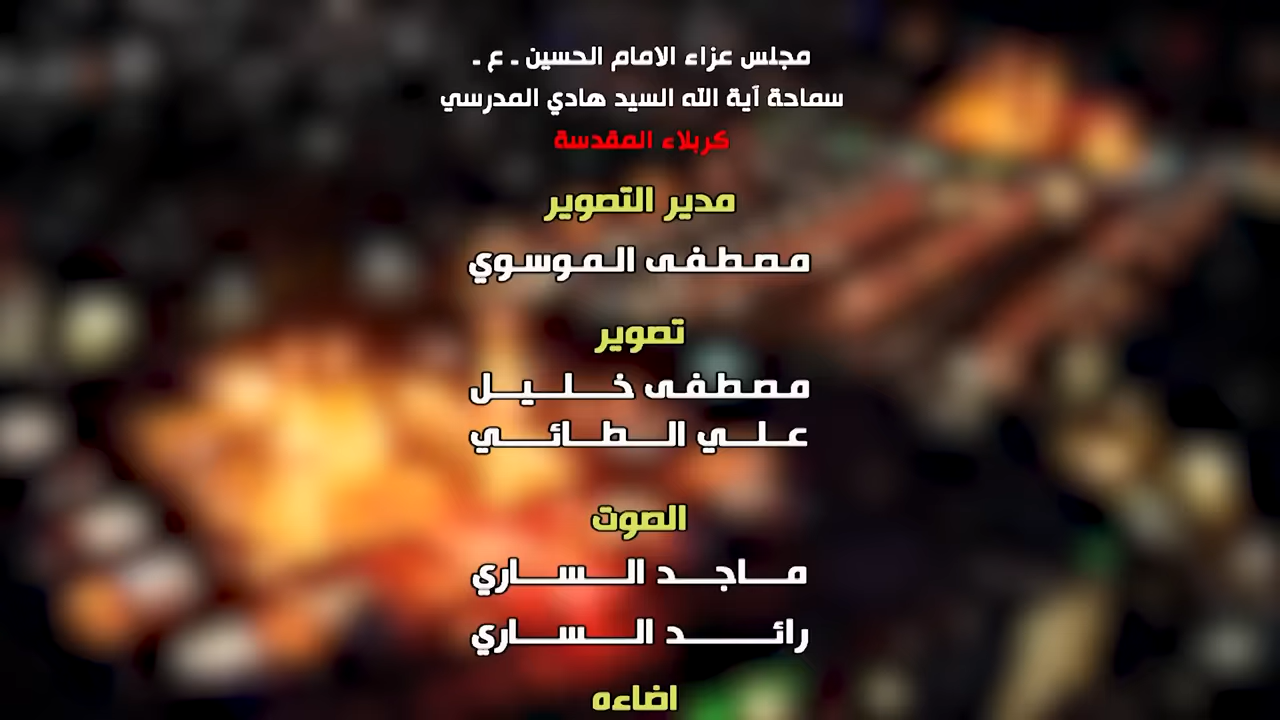 مجلس عزاء الامام الحسين ـ ع ـ
سماحة آية الله السيد هادي المدرسي
كربلاء المقدسة
مدير التصوير
مصطفى الموسوي
تصوير
مصطفى خليل
علي الطائي
الصوت
ماجد الساري
رائد الساري
اضاءه